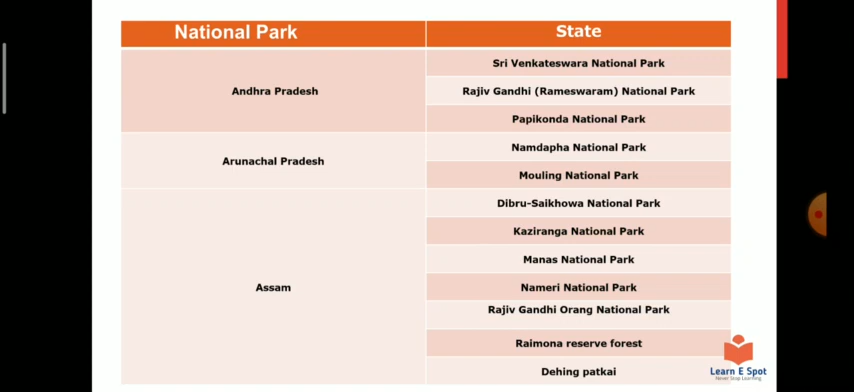 National Park State
Sri Venkateswara National Park
Andhra Pradesh Rajiv Gandhi (Rameswaram) National Park
Papikonda National Park
Namdapha National Park
Arunachal Pradesh
Mouling National Park
Dibru-Saikhowa National Park
Kaziranga National Park
Manas National Park
Assam Nameri National Park
Rajiv Gandhi Orang National Park
Raimona reserve forest
Dehing patkai
Learn E Spot
Never Stop Learning